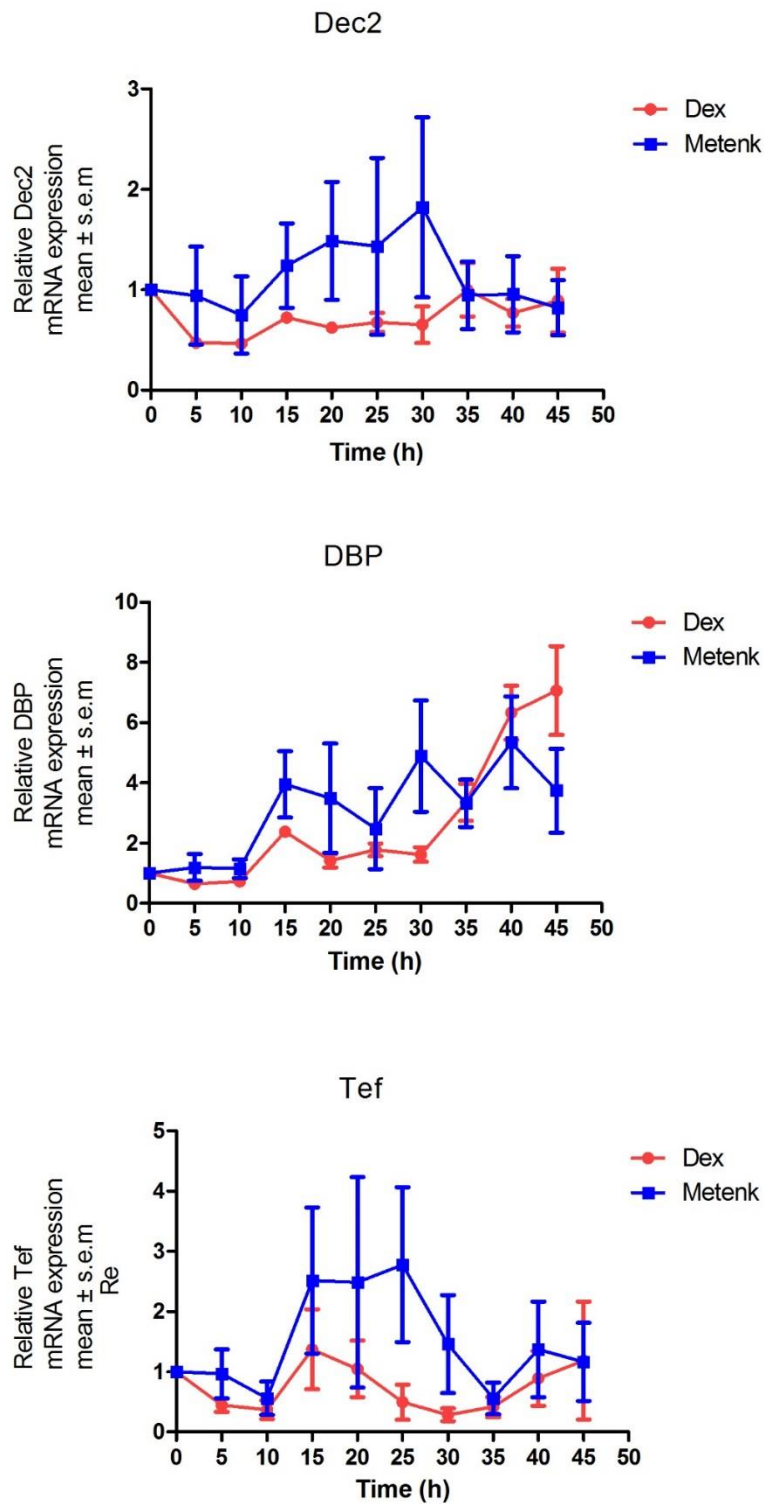 Dec2
Relative Dec2
mRNA expression
mean ± s.e.m
3
2
1
0
0 5 10 15 20 25 30 35 40 45 50
Time (h)
Dex
Metenk
DBP
Relative DBP
mRNA expression
mean ± s.e.m
10
8
6
4
2
0
0 5 10 15 20 25 30 35 40 45 50
Time (h)
Dex
Metenk
Tef
Relative Tef
mRNA expression
mean ± s.e.m
Re
5
4
3
2
1
0
0 5 10 15 20 25 30 35 40 45 50
Time (h)
Dex
Metenk